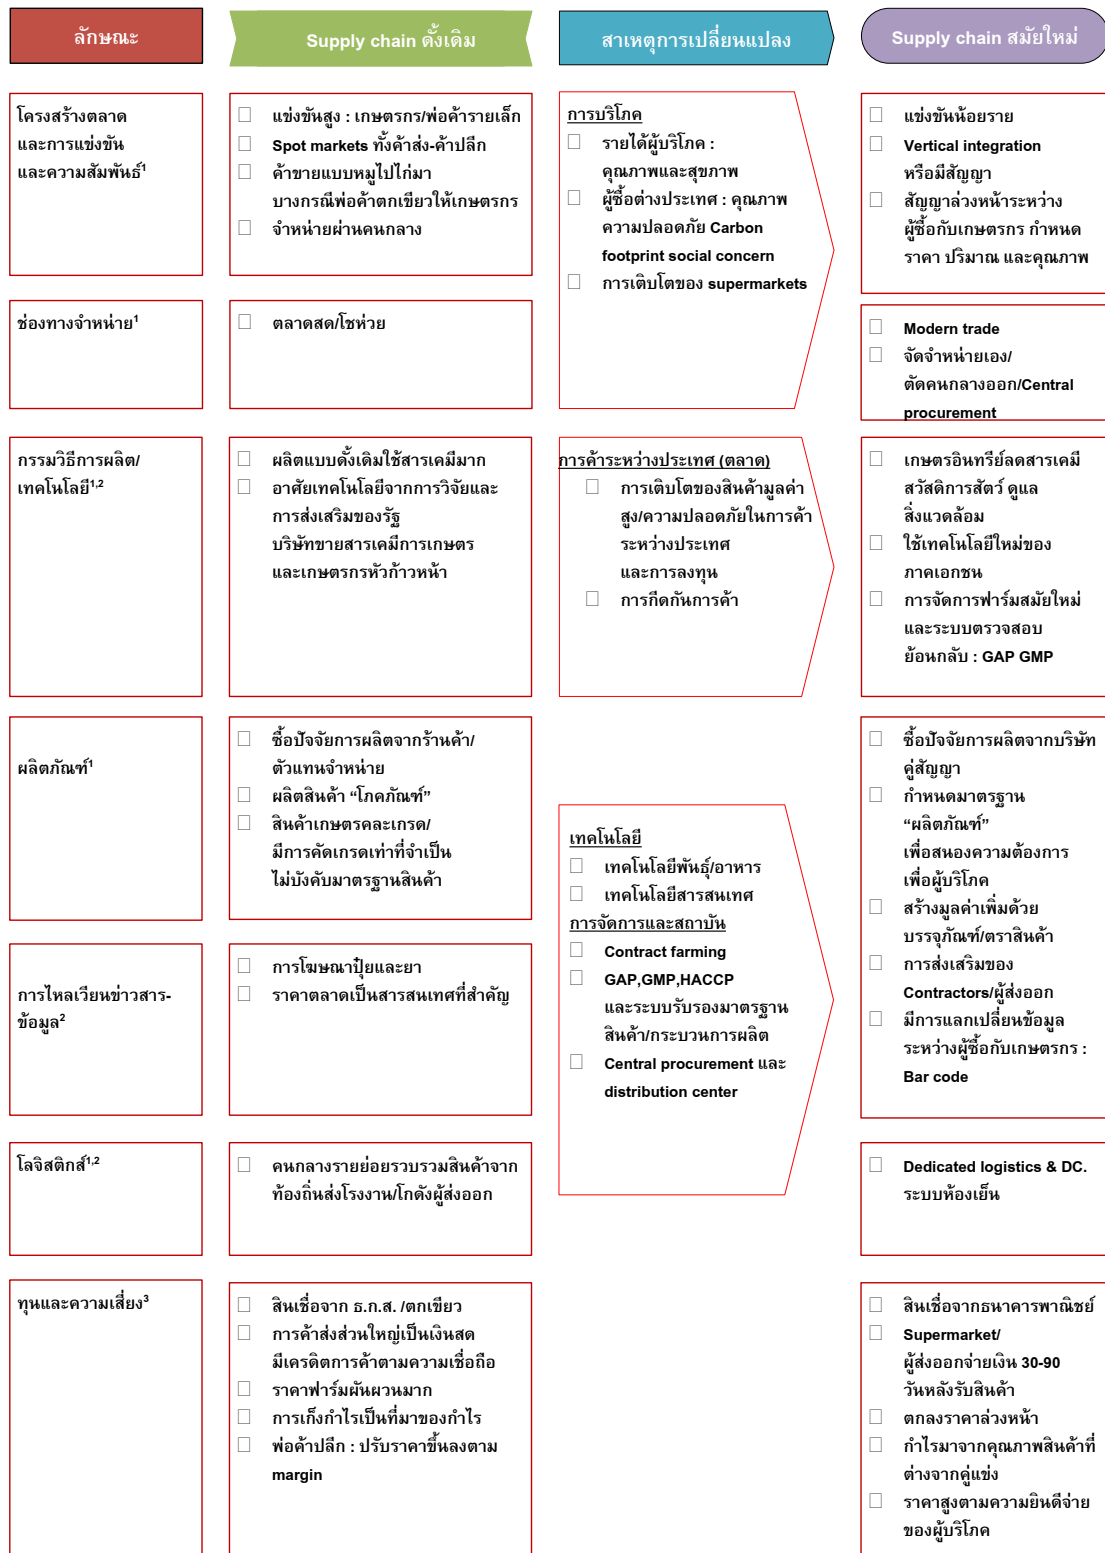 ลักษณะ
Supply chain ดั้งเดิม
สาเหตุการเปลี่ยนแปลง
Supply chain สมัยใหม่
โครงสร้างตลาด
และการแข่งขัน
และความสัมพันธ์1
แข่งขันสูง : เกษตรกร/พ่อค้ารายเล็ก
Spot markets ทั้งค้าส่ง-ค้าปลีก
ค้าขายแบบหมูไปไก่มา
บางกรณีพ่อค้าตกเขียวให้เกษตรกร
จำหน่ายผ่านคนกลาง
การบริโภค
รายได้ผู้บริโภค :
คุณภาพและสุขภาพ
ผู้ซื้อต่างประเทศ : คุณภาพ
ความปลอดภัย Carbon
footprint social concern
การเติบโตของ supermarkets
แข่งขันน้อยราย
Vertical integration
หรือมีสัญญา
สัญญาล่วงหน้าระหว่าง
ผู้ซื้อกับเกษตรกร กำหนด
ราคา ปริมาณ และคุณภาพ
ช่องทางจำหน่าย1
ตลาดสด/โชห่วย
Modern trade
จัดจำหน่ายเอง/
ตัดคนกลางออก/Central
procurement
กรรมวิธีการผลิต/
เทคโนโลยี1,2
ผลิตแบบดั้งเดิมใช้สารเคมีมาก
อาศัยเทคโนโลยีจากการวิจัยและ
การส่งเสริมของรัฐ
บริษัทขายสารเคมีการเกษตร
และเกษตรกรหัวก้าวหน้า
การค้าระหว่างประเทศ (ตลาด)
การเติบโตของสินค้ามูลค่า
สูง/ความปลอดภัยในการค้า
ระหว่างประเทศ
และการลงทุน
การกีดกันการค้า
เกษตรอินทรีย์ลดสารเคมี
สวัสดิการสัตว์ ดูแล
สิ่งแวดล้อม
ใช้เทคโนโลยีใหม่ของ
ภาคเอกชน
การจัดการฟาร์มสมัยใหม่
และระบบตรวจสอบ
ย้อนกลับ : GAP GMP
ผลิตภัณฑ์1
ซื้อปัจจัยการผลิตจากร้านค้า/
ตัวแทนจำหน่าย
ผลิตสินค้า “โภคภัณฑ์”
สินค้าเกษตรคละเกรด/
มีการคัดเกรดเท่าที่จำเป็น
ไม่บังคับมาตรฐานสินค้า
เทคโนโลยี
เทคโนโลยีพันธุ์/อาหาร
เทคโนโลยีสารสนเทศ
การจัดการและสถาบัน
Contract farming
GAP,GMP,HACCP
และระบบรับรองมาตรฐาน
สินค้า/กระบวนการผลิต
Central procurement และ
distribution center
ซื้อปัจจัยการผลิตจากบริษัท
คู่สัญญา
กำหนดมาตรฐาน
“ผลิตภัณฑ์”
เพื่อสนองความต้องการ
เพื่อผู้บริโภค
สร้างมูลค่าเพิ่มด้วย
บรรจุภัณฑ์/ตราสินค้า
การส่งเสริมของ
Contractors/ผู้ส่งออก
มีการแลกเปลี่ยนข้อมูล
ระหว่างผู้ซื้อกับเกษตรกร :
Bar code
การไหลเวียนข่าวสาร-
ข้อมูล2
การโฆษณาปุ๋ยและยา
ราคาตลาดเป็นสารสนเทศที่สำคัญ
โลจิสติกส์1,2
คนกลางรายย่อยรวบรวมสินค้าจาก
ท้องถิ่นส่งโรงงาน/โกดังผู้ส่งออก
Dedicated logistics & DC.
ระบบห้องเย็น
ทุนและความเสี่ยง3
สินเชื่อจาก ธ.ก.ส. /ตกเขียว
การค้าส่งส่วนใหญ่เป็นเงินสด
มีเครดิตการค้าตามความเชื่อถือ
ราคาฟาร์มผันผวนมาก
การเก็งกำไรเป็นที่มาของกำไร
พ่อค้าปลีก : ปรับราคาขึ้นลงตาม
margin
สินเชื่อจากธนาคารพาณิชย์
Supermarket/
ผู้ส่งออกจ่ายเงิน 30-90
วันหลังรับสินค้า
ตกลงราคาล่วงหน้า
กำไรมาจากคุณภาพสินค้าที่
ต่างจากคู่แข่ง
ราคาสูงตามความยินดีจ่าย
ของผู้บริโภค